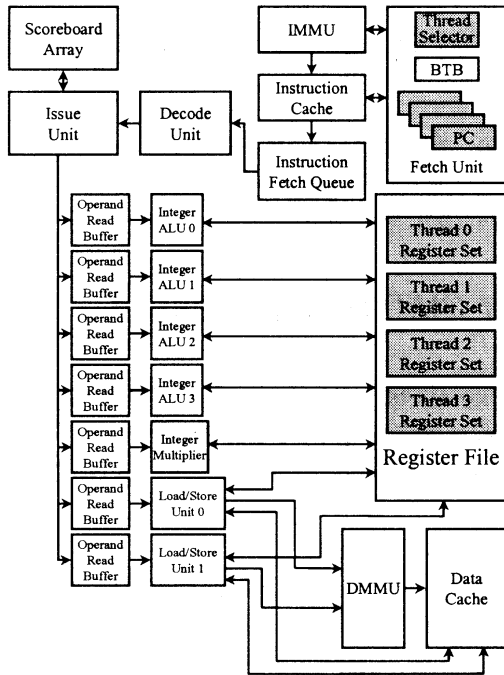 Scoreboard
Array
IMMU
Thread
Selector
BTB
PC
Fetch Unit
Issue
Unit
Decode
Unit
Instruction
Cache
Instruction
Fetch Queue
Operand
Read
Buffer
Integer
ALU 0
Operand
Read
Buffer
Integer
ALU 1
Operand
Read
Buffer
Integer
ALU 2
Operand
Read
Buffer
Integer
ALU 3
Operand
Read
Buffer
Integer
Multiplier
Operand
Read
Buffer
Load/Store
Unit 0
Operand
Read
Buffer
Load/Store
Unit 1
Thread 0
Register Set
Thread 1
Register Set
Thread 2
Register Set
Thread 3
Register Set
Register File
DMMU
Data
Cache